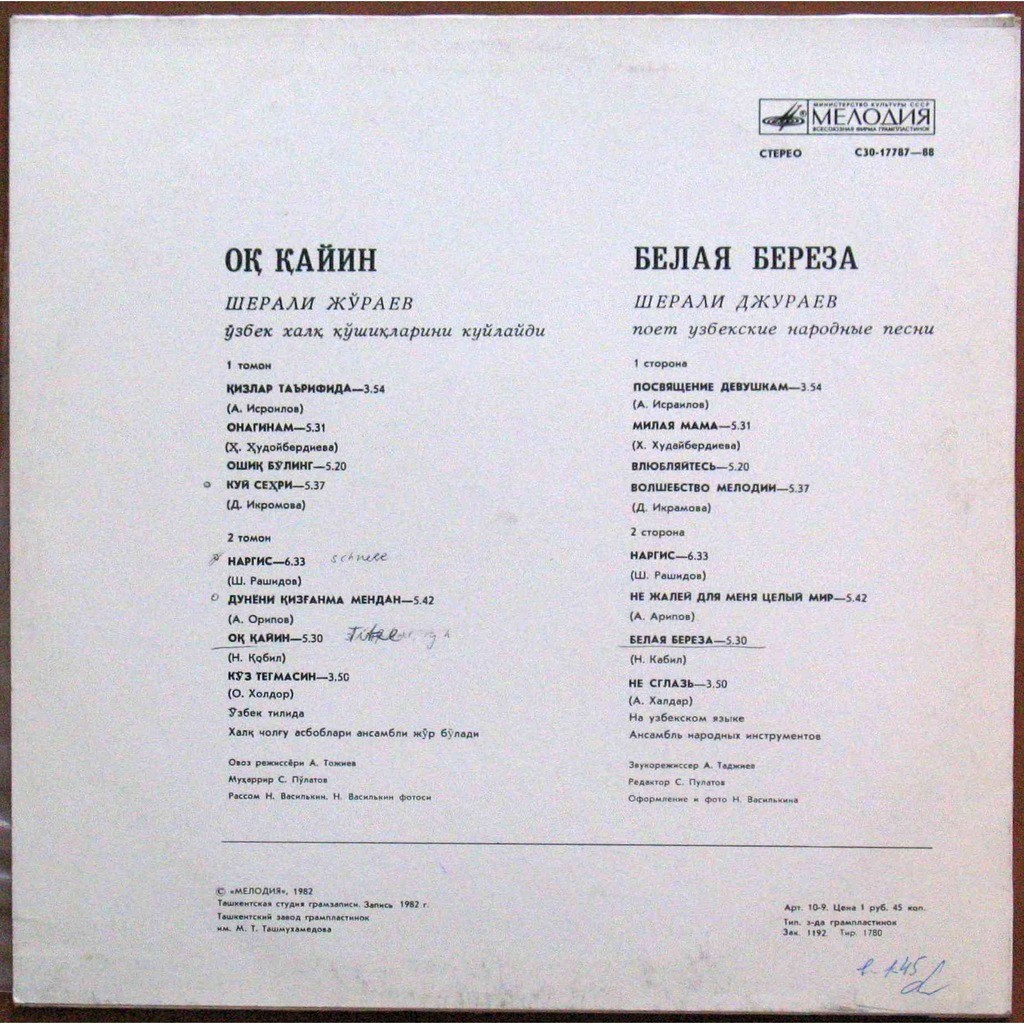 МИНИСТЕРСТВО КУЛЬТУРЫ СССР
МЕЛОДИЯ
ВСЕСОЮЗНАЯ ФИРМА ГРАМПЛАСТИНОК
СТЕРЕО С30-17787—88
ОҚ ҚАЙИН
ШЕРАЛИ ЖЎРАЕВ
ўзбек халқ қўшиқларини куйлайди
1 томон
ҚИЗЛАР ТАЪРИФИДА—3.54
(А. Исроилов)
ОНАГИНАМ—5.31
(Ҳ. Ҳудойбердиева)
ОШИҚ БЎЛИНГ—5.20
КУЙ СЕҲРИ—5.37
(Д. Икромова)
2 томон
НАРГИС—6.33 schnell
(Ш. Рашидов)
ДУНЁНИ ҚИЗҒАНМА МЕНДАН—5.42
(А. Орипов)
ОҚ ҚАЙИН—5.30
(Н. Қобил)
КЎЗ ТЕГМАСИН—3.50
(О. Холдор)
Ўзбек тилида
Халқ чолғу асбоблари ансамбли жўр бўлади
Овоз режиссёри А. Тожиев
Муҳаррир С. Пўлатов
Рассом Н. Василькин, Н. Василькин фотоси
БЕЛАЯ БЕРЕЗА
ШЕРАЛИ ДЖУРАЕВ
поет узбекские народные песни
1 сторона
ПОСВЯЩЕНИЕ ДЕВУШКАМ—3.54
(А. Исраилов)
МИЛАЯ МАМА—5.31
(Х. Худайбердиева)
ВЛЮБЛЯЙТЕСЬ—5.20
ВОЛШЕБСТВО МЕЛОДИИ—5.37
(Д. Икрамова)
2 сторона
НАРГИС—6.33
(Ш. Рашидов)
НЕ ЖАЛЕЙ ДЛЯ МЕНЯ ЦЕЛЫЙ МИР—5.42
(А. Арипов)
БЕЛАЯ БЕРЕЗА—5.30
(Н. Кабил)
НЕ СГЛАЗЬ—3.50
(А. Халдар)
На узбекском языке
Ансамбль народных инструментов
Звукорежиссер А. Таджиев
Редактор С. Пулатов
Оформление и фото Н. Василькина
© «МЕЛОДИЯ», 1982
Ташкентская студия грамзаписи. Запись 1982 г.
Ташкентский завод грампластинок
им. М. Т. Ташмухамедова
Арт. 10-9. Цена 1 руб. 45 коп.
Тип. з-да грампластинок
Зак. 1192 Тир. 1780